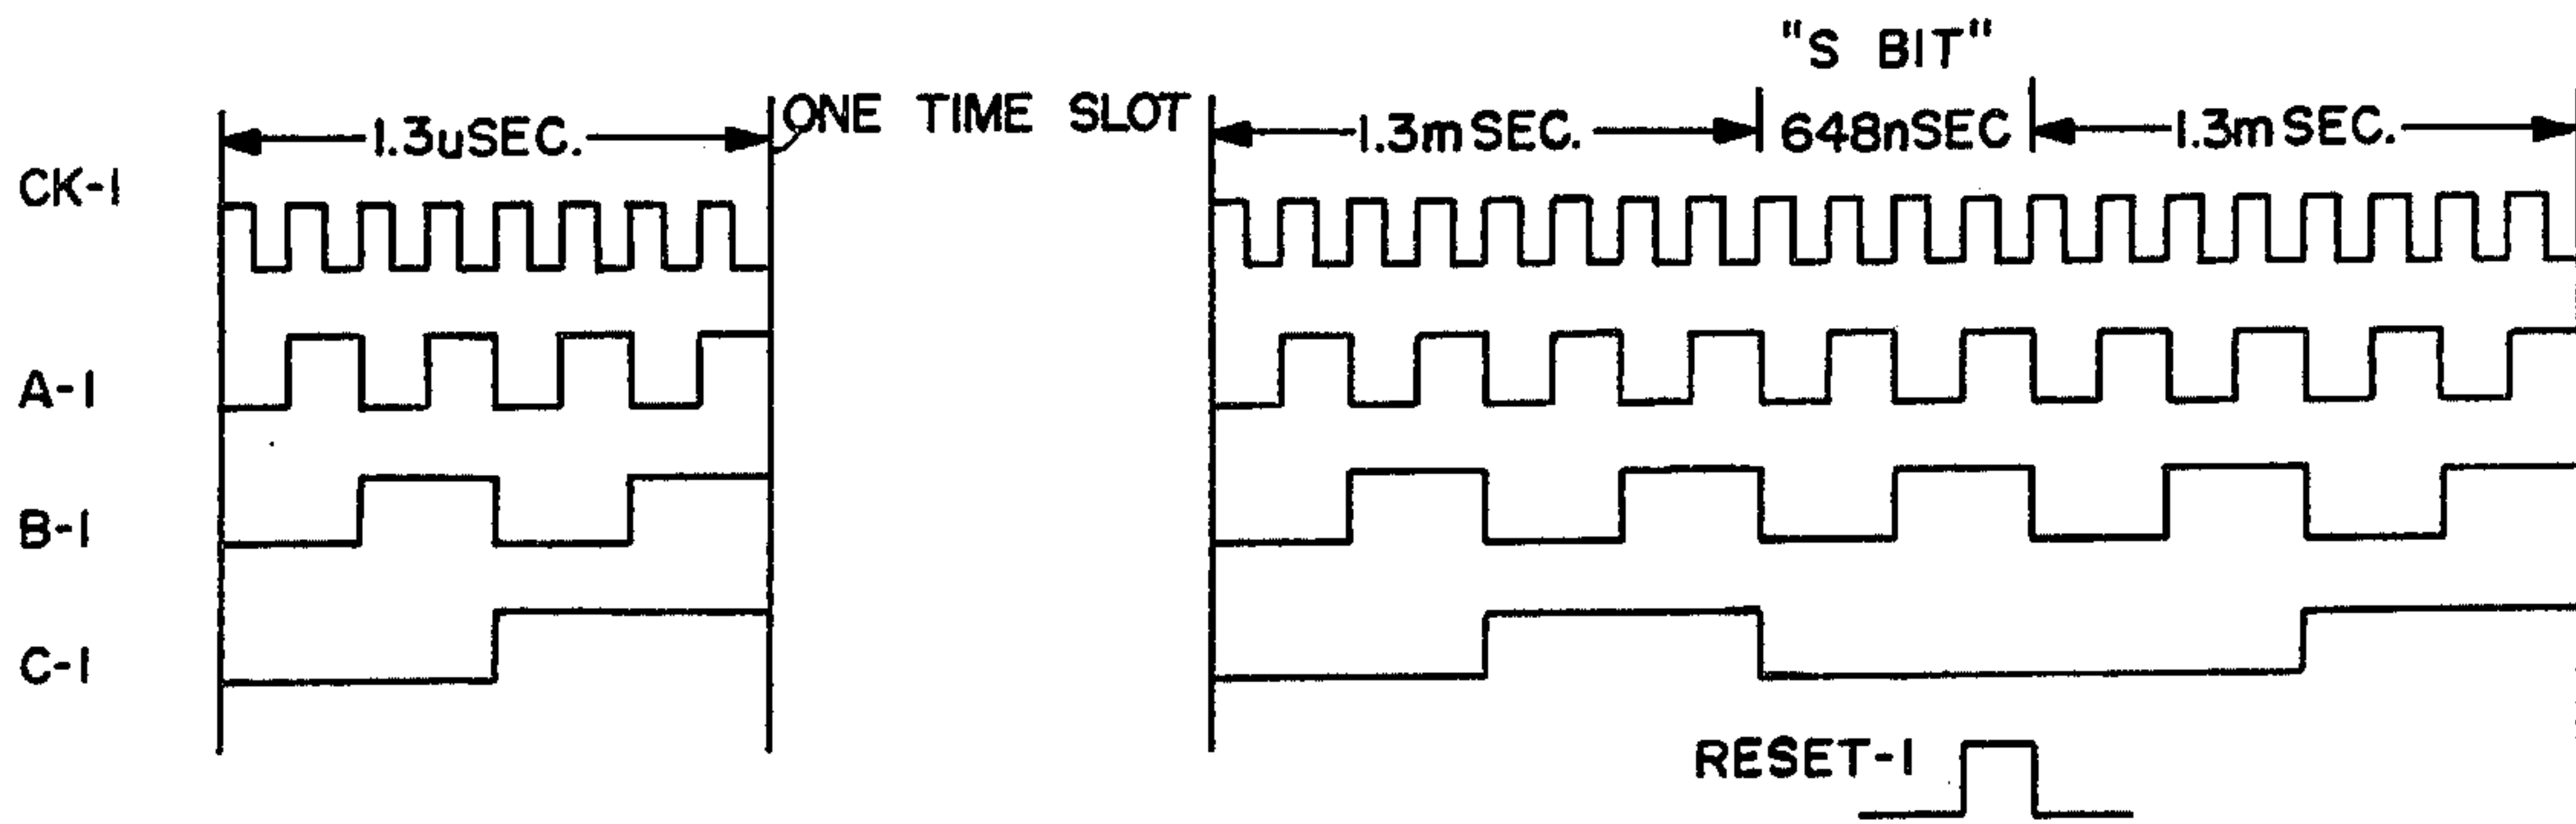 "S BIT"
1.3uSEC.
ONE TIME SLOT
1.3mSEC.
648nSEC
1.3mSEC.
CK-1
A-1
B-1
C-1
RESET-1